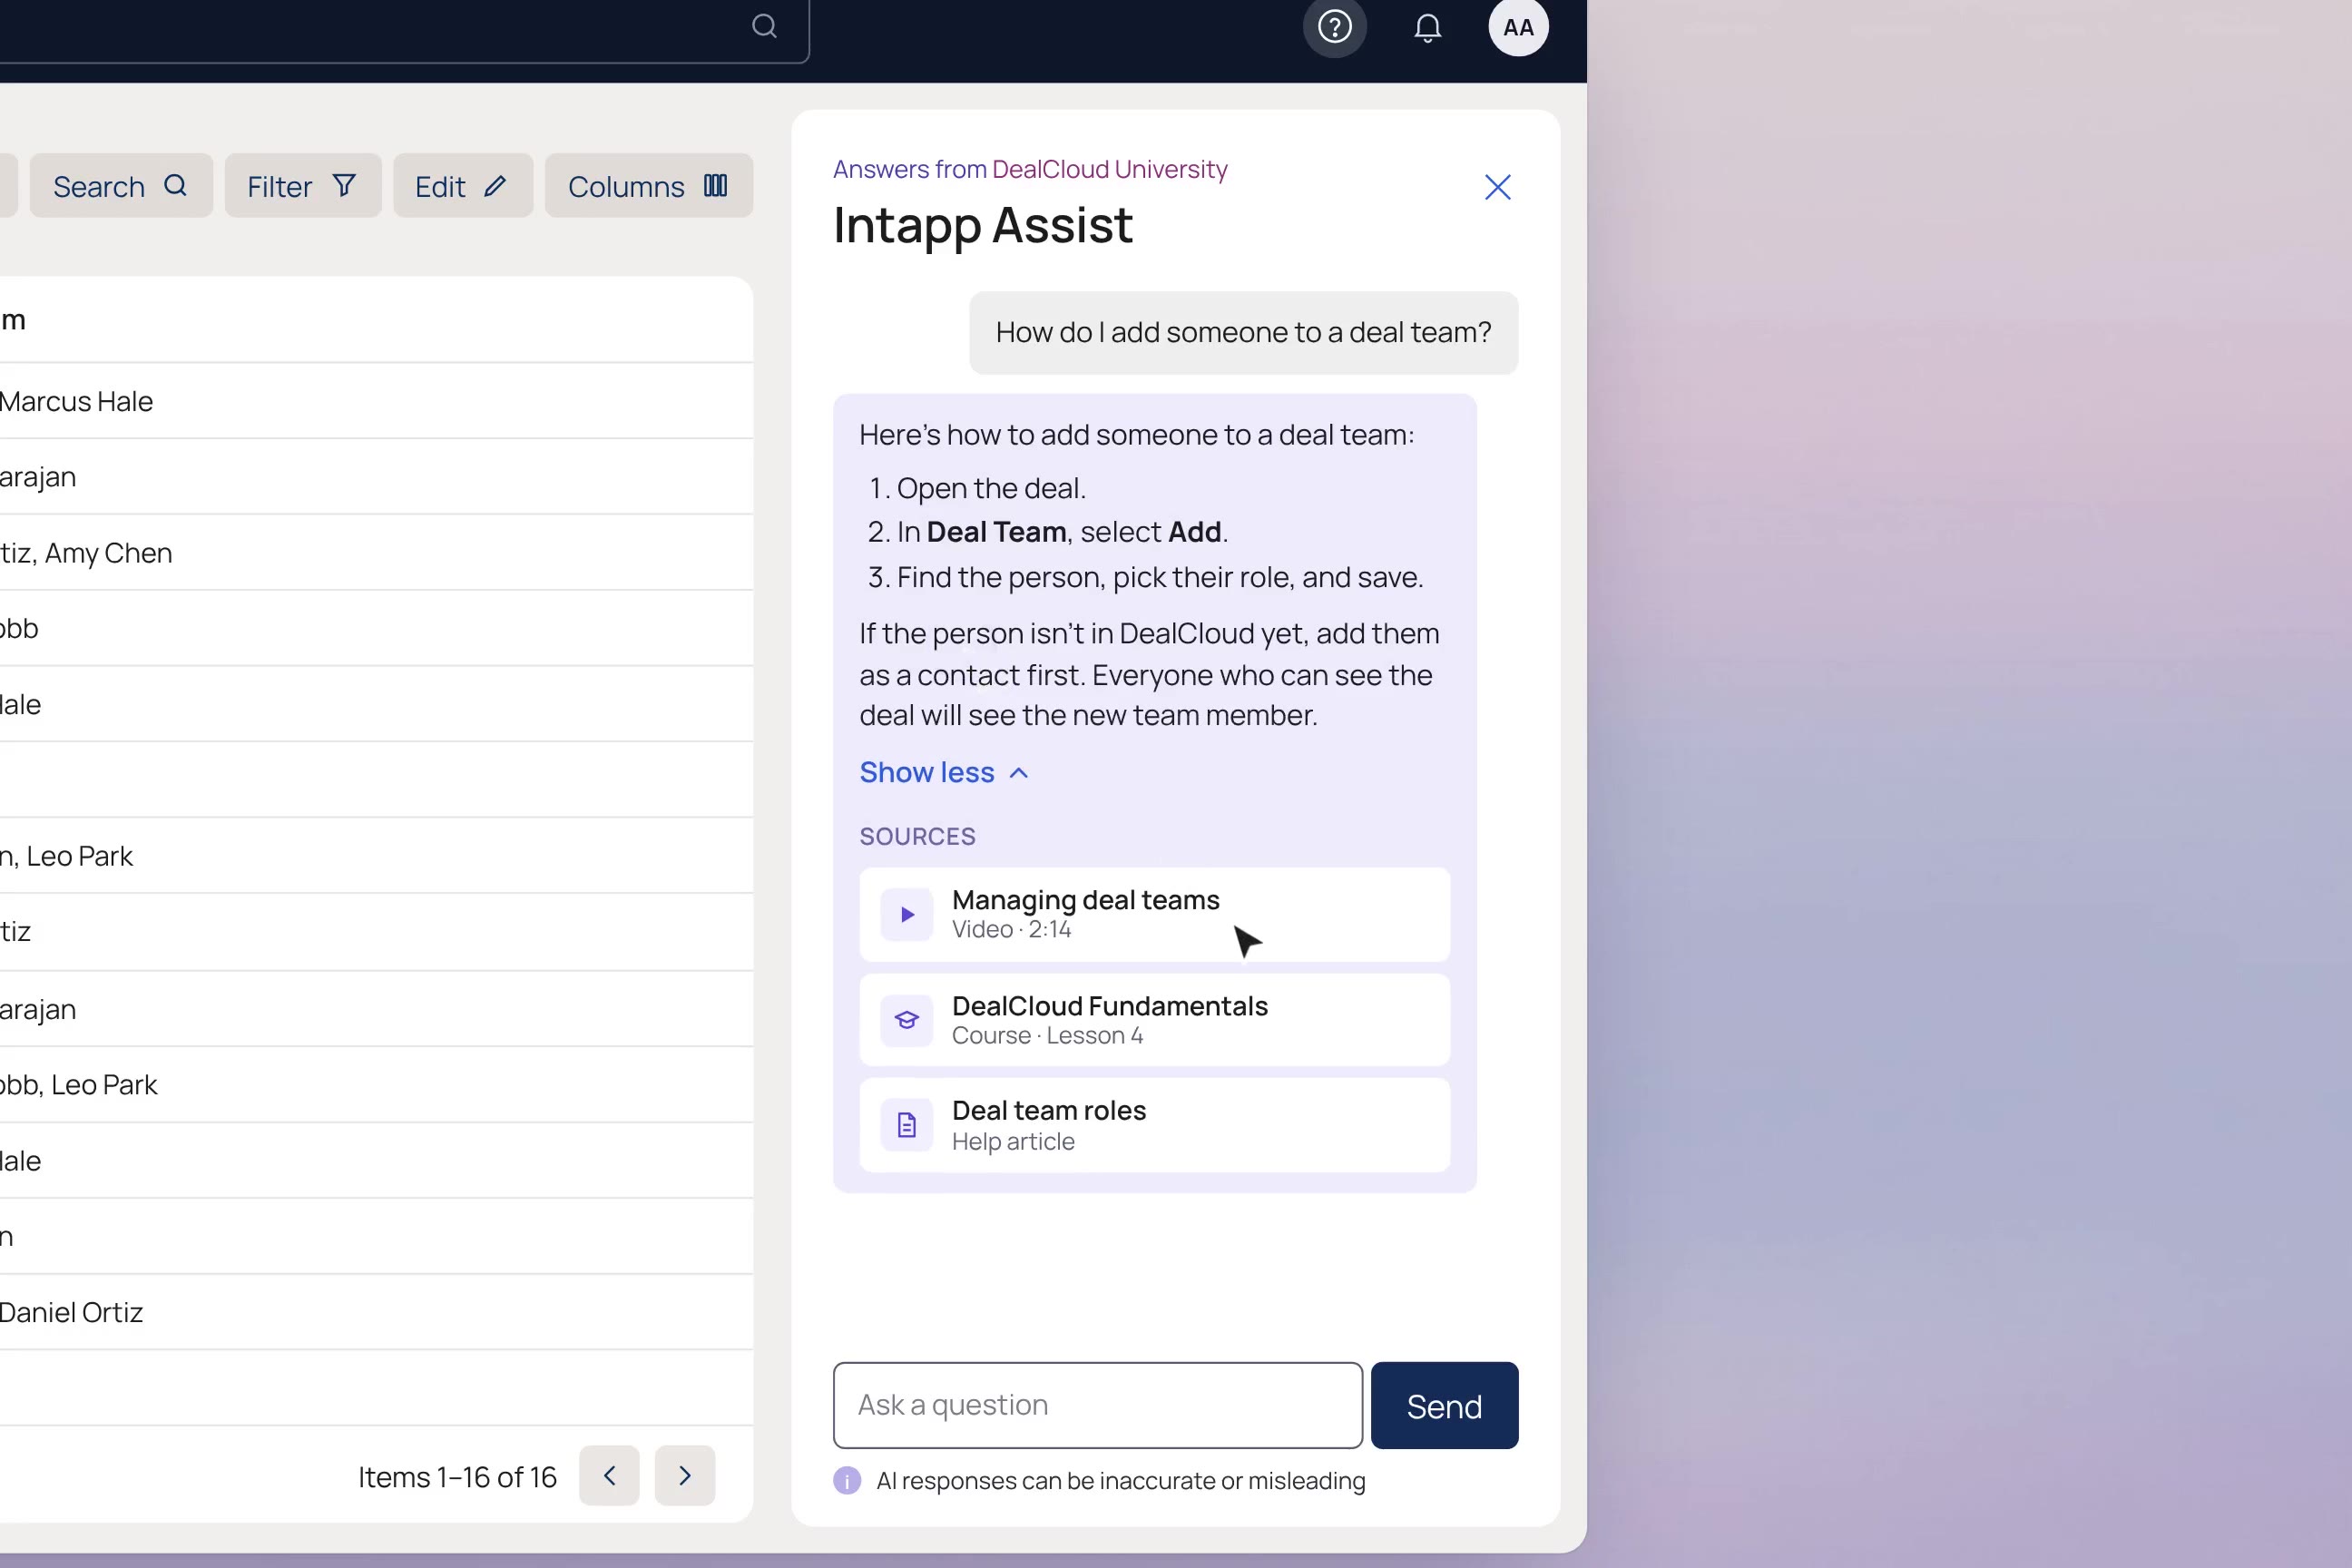 AA
Search
Filter
Edit
Columns
m
Marcus Hale
arajan
tiz, Amy Chen
obb
Hale
n, Leo Park
tiz
arajan
obb, Leo Park
Hale
n
Daniel Ortiz
Items 1–16 of 16
Answers from DealCloud University
Intapp Assist
How do I add someone to a deal team?
Here’s how to add someone to a deal team:
1. Open the deal.
2. In Deal Team, select Add.
3. Find the person, pick their role, and save.
If the person isn’t in DealCloud yet, add them
as a contact first. Everyone who can see the
deal will see the new team member.
Show less
SOURCES
Managing deal teams
Video · 2:14
DealCloud Fundamentals
Course · Lesson 4
Deal team roles
Help article
Ask a question
Send
AI responses can be inaccurate or misleading